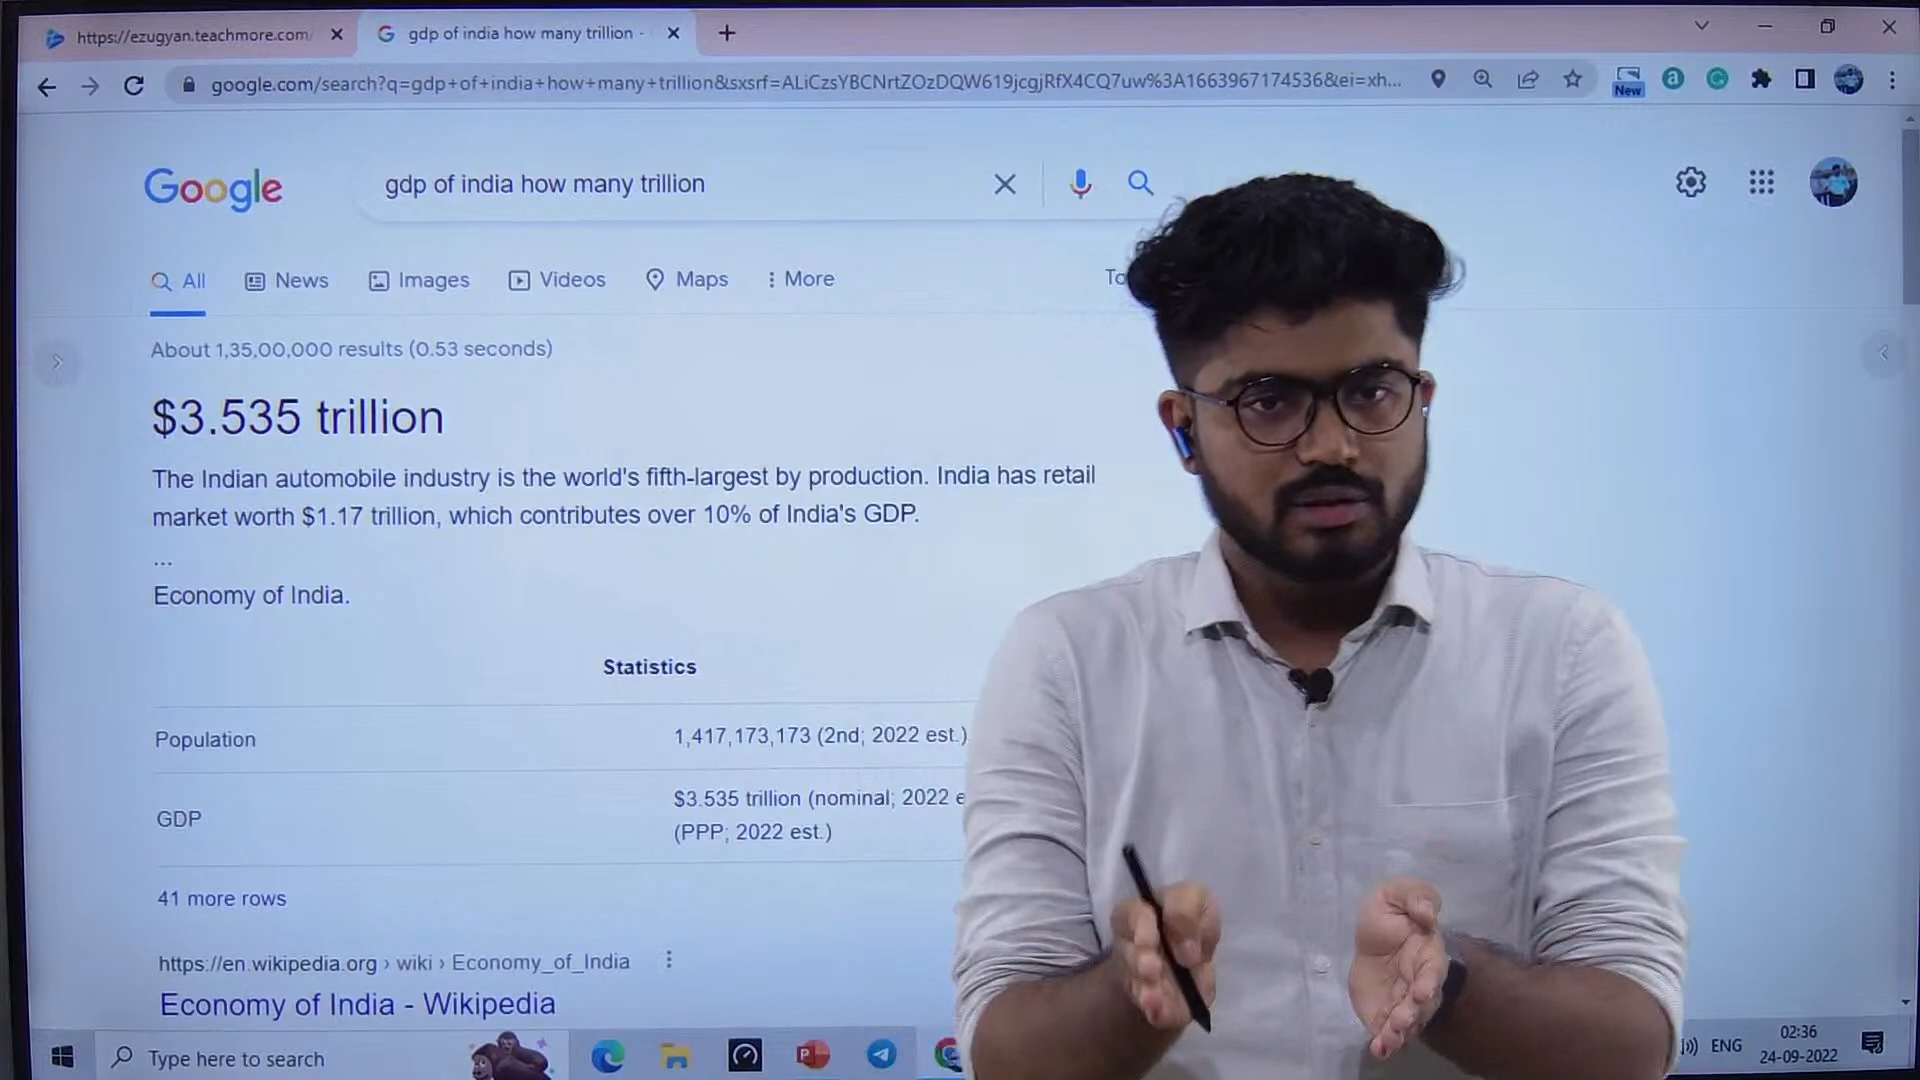 https://ezugyan.teachmore.com/
gdp of india how many trillion -
google.com/search?q=gdp+of+india+how+many+trillion&sxsrf=ALiCzsYBCNrtZOzDQW619jcgjRfX4CQ7uw%3A1663967174536&ei=xh...
New
Google
gdp of india how many trillion
All
News
Images
Videos
Maps
More
To
About 1,35,00,000 results (0.53 seconds)
$3.535 trillion
The Indian automobile industry is the world's fifth-largest by production. India has retail
market worth $1.17 trillion, which contributes over 10% of India's GDP.
...
Economy of India.
Statistics
Population 1,417,173,173 (2nd; 2022 est.)
GDP $3.535 trillion (nominal; 2022 e
(PPP; 2022 est.)
41 more rows
https://en.wikipedia.org › wiki › Economy_of_India
Economy of India - Wikipedia
Type here to search
ENG
02:36
24-09-2022